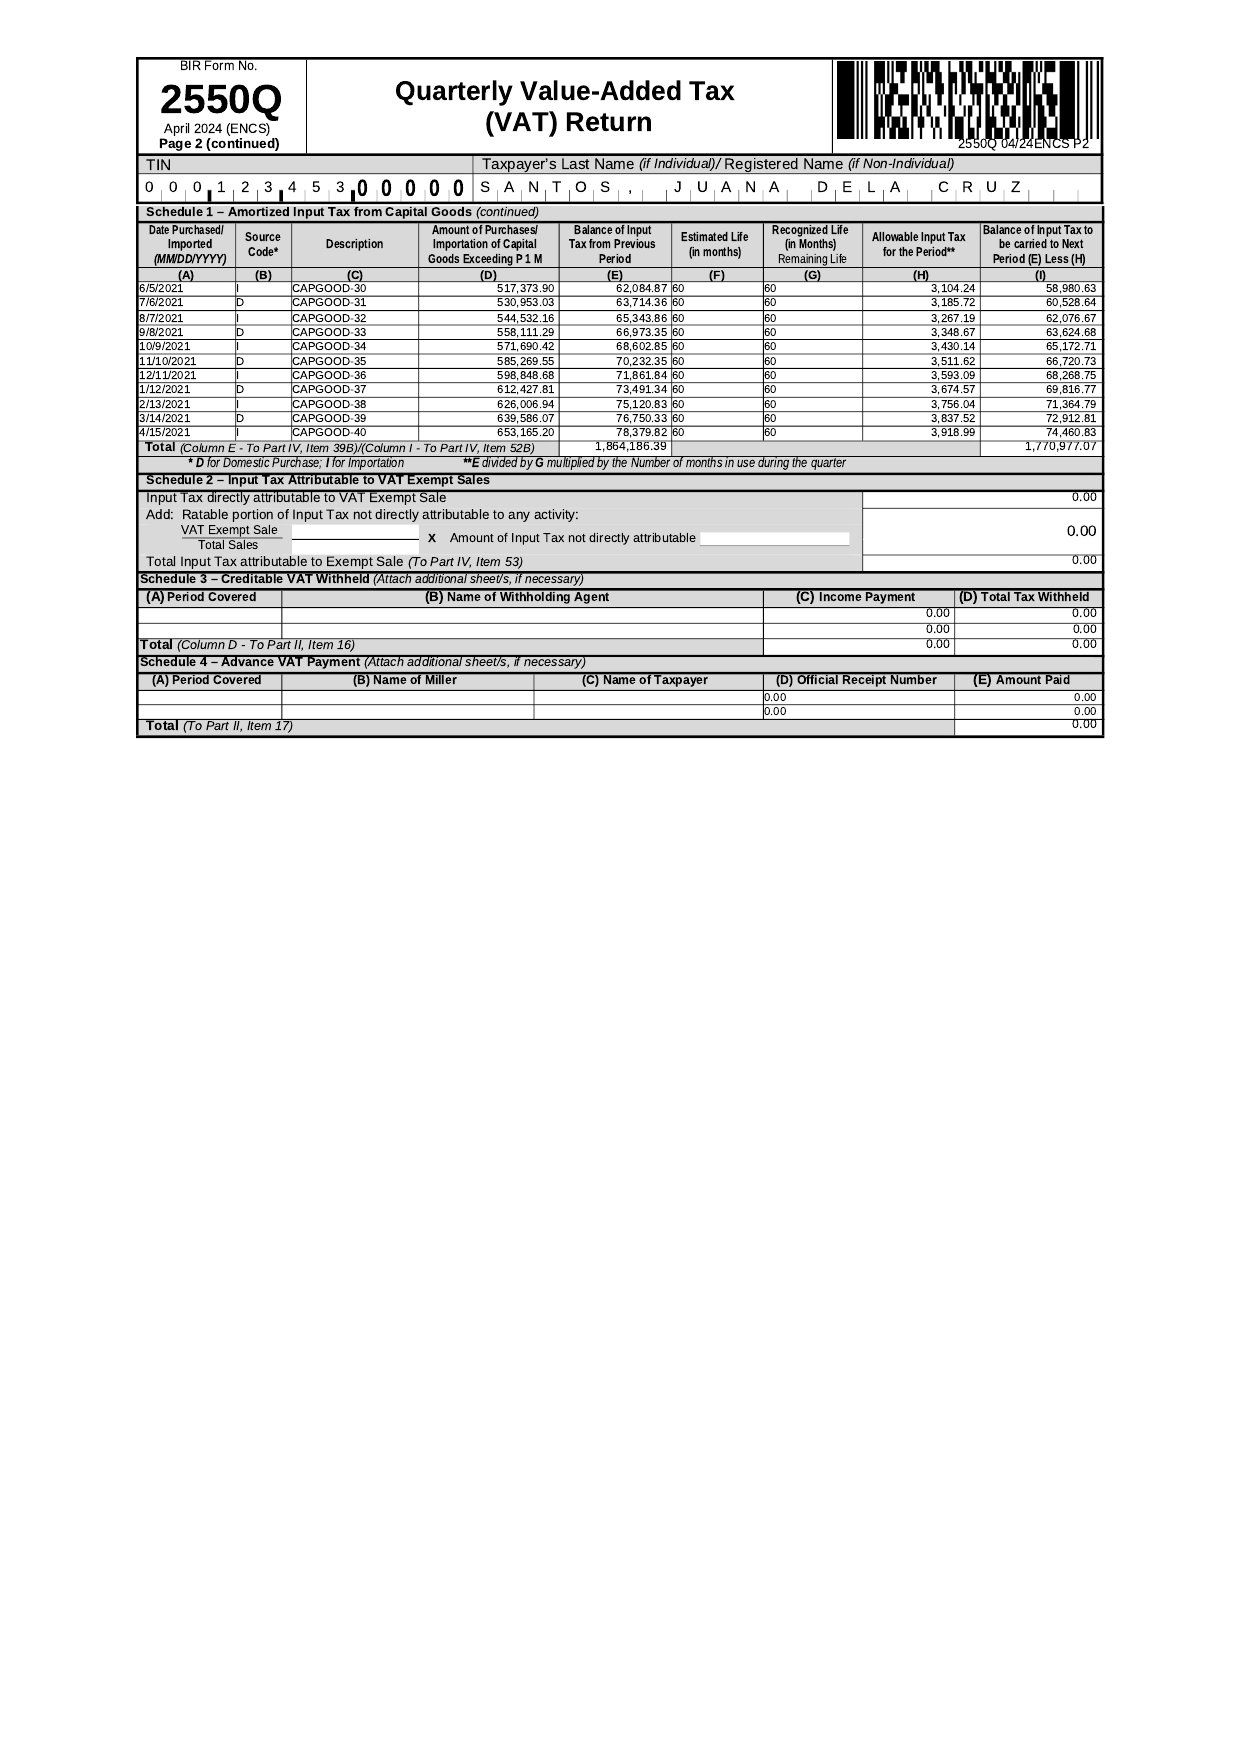 BIR Form No.
2550Q
April 2024 (ENCS)
Page 2 (continued)
Quarterly Value-Added Tax
(VAT) Return
2550Q 04/24ENCS P2
TIN Taxpayer's Last Name (if Individual)/ Registered Name (if Non-Individual)
0 0 0 1 2 3 4 5 3 0 0 0 0 0 S A N T O S , J U A N A D E L A C R U Z
Schedule 1 – Amortized Input Tax from Capital Goods (continued)
Date Purchased/ Imported (MM/DD/YYYY) Source Code* Description Amount of Purchases/ Importation of Capital Goods Exceeding P 1 M Balance of Input Tax from Previous Period Estimated Life (in months) Recognized Life (in Months) Remaining Life Allowable Input Tax for the Period** Balance of Input Tax to be carried to Next Period (E) Less (H)
(A) (B) (C) (D) (E) (F) (G) (H) (I)
6/5/2021 I CAPGOOD-30 517,373.90 62,084.87 60 60 3,104.24 58,980.63
7/6/2021 D CAPGOOD-31 530,953.03 63,714.36 60 60 3,185.72 60,528.64
8/7/2021 I CAPGOOD-32 544,532.16 65,343.86 60 60 3,267.19 62,076.67
9/8/2021 D CAPGOOD-33 558,111.29 66,973.35 60 60 3,348.67 63,624.68
10/9/2021 I CAPGOOD-34 571,690.42 68,602.85 60 60 3,430.14 65,172.71
11/10/2021 D CAPGOOD-35 585,269.55 70,232.35 60 60 3,511.62 66,720.73
12/11/2021 I CAPGOOD-36 598,848.68 71,861.84 60 60 3,593.09 68,268.75
1/12/2021 D CAPGOOD-37 612,427.81 73,491.34 60 60 3,674.57 69,816.77
2/13/2021 I CAPGOOD-38 626,006.94 75,120.83 60 60 3,756.04 71,364.79
3/14/2021 D CAPGOOD-39 639,586.07 76,750.33 60 60 3,837.52 72,912.81
4/15/2021 I CAPGOOD-40 653,165.20 78,379.82 60 60 3,918.99 74,460.83
Total (Column E - To Part IV, Item 39B)/(Column I - To Part IV, Item 52B) 1,864,186.39 1,770,977.07
* D for Domestic Purchase; I for Importation **E divided by G multiplied by the Number of months in use during the quarter
Schedule 2 – Input Tax Attributable to VAT Exempt Sales
Input Tax directly attributable to VAT Exempt Sale 0.00
Add: Ratable portion of Input Tax not directly attributable to any activity:
VAT Exempt Sale
Total Sales
X Amount of Input Tax not directly attributable 0.00
Total Input Tax attributable to Exempt Sale (To Part IV, Item 53) 0.00
Schedule 3 – Creditable VAT Withheld (Attach additional sheet/s, if necessary)
(A) Period Covered (B) Name of Withholding Agent (C) Income Payment (D) Total Tax Withheld
0.00 0.00
0.00 0.00
Total (Column D - To Part II, Item 16) 0.00 0.00
Schedule 4 – Advance VAT Payment (Attach additional sheet/s, if necessary)
(A) Period Covered (B) Name of Miller (C) Name of Taxpayer (D) Official Receipt Number (E) Amount Paid
0.00 0.00
0.00 0.00
Total (To Part II, Item 17) 0.00